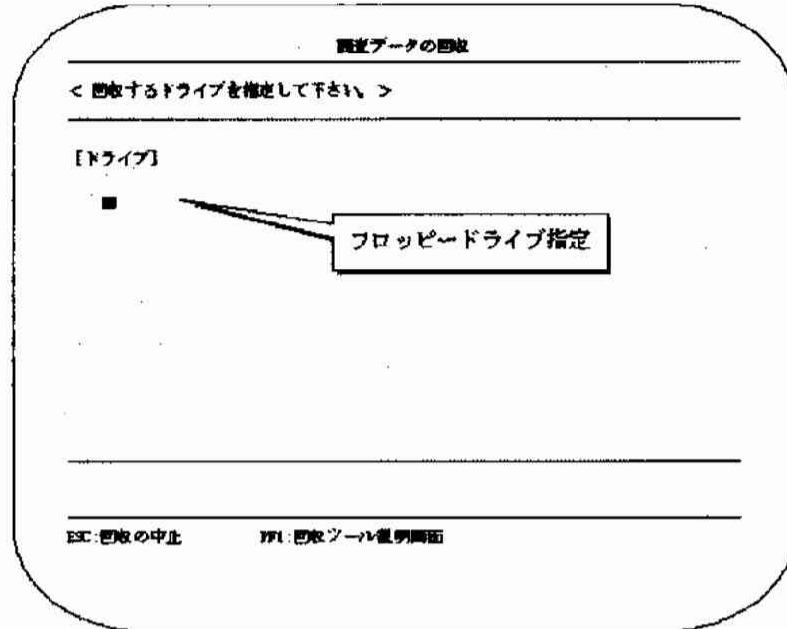 調査データの回収
< 回収するドライブを指定して下さい。 >
[ドライブ]
フロッピードライブ指定
ESC:回収の中止 PF1:回収ツール説明画面